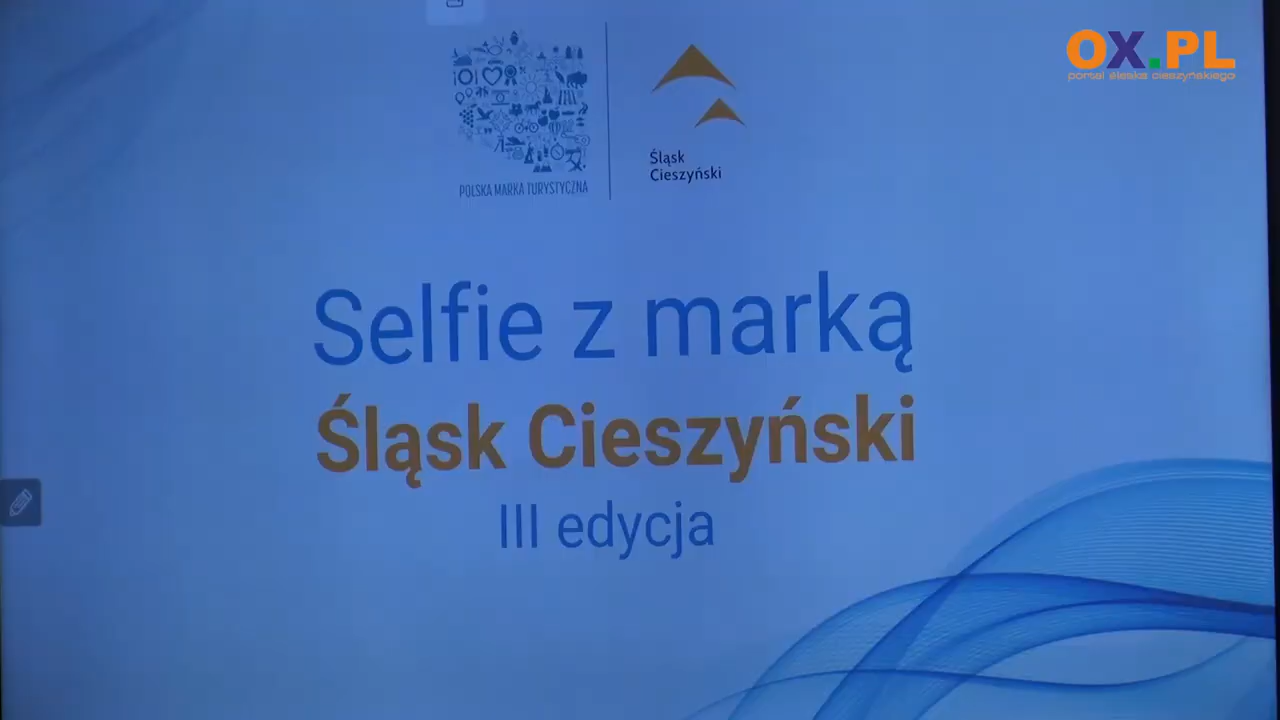 OX.PL
portal śląska cieszyńskiego
POLSKA MARKA TURYSTYCZNA
Śląsk
Cieszyński
Selfie z marką
Śląsk Cieszyński
III edycja